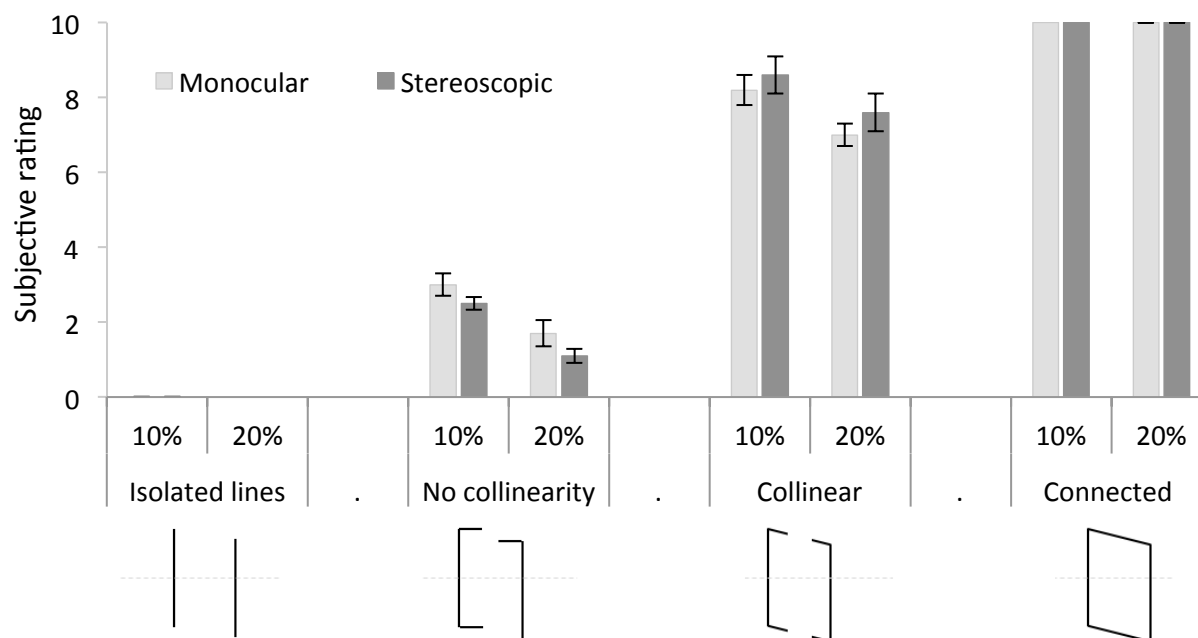 10
Monocular Stereoscopic
8
6
4
2
0
Subjective rating
10% 20% 10% 20% 10% 20% 10% 20%
Isolated lines . No collinearity . Collinear . Connected